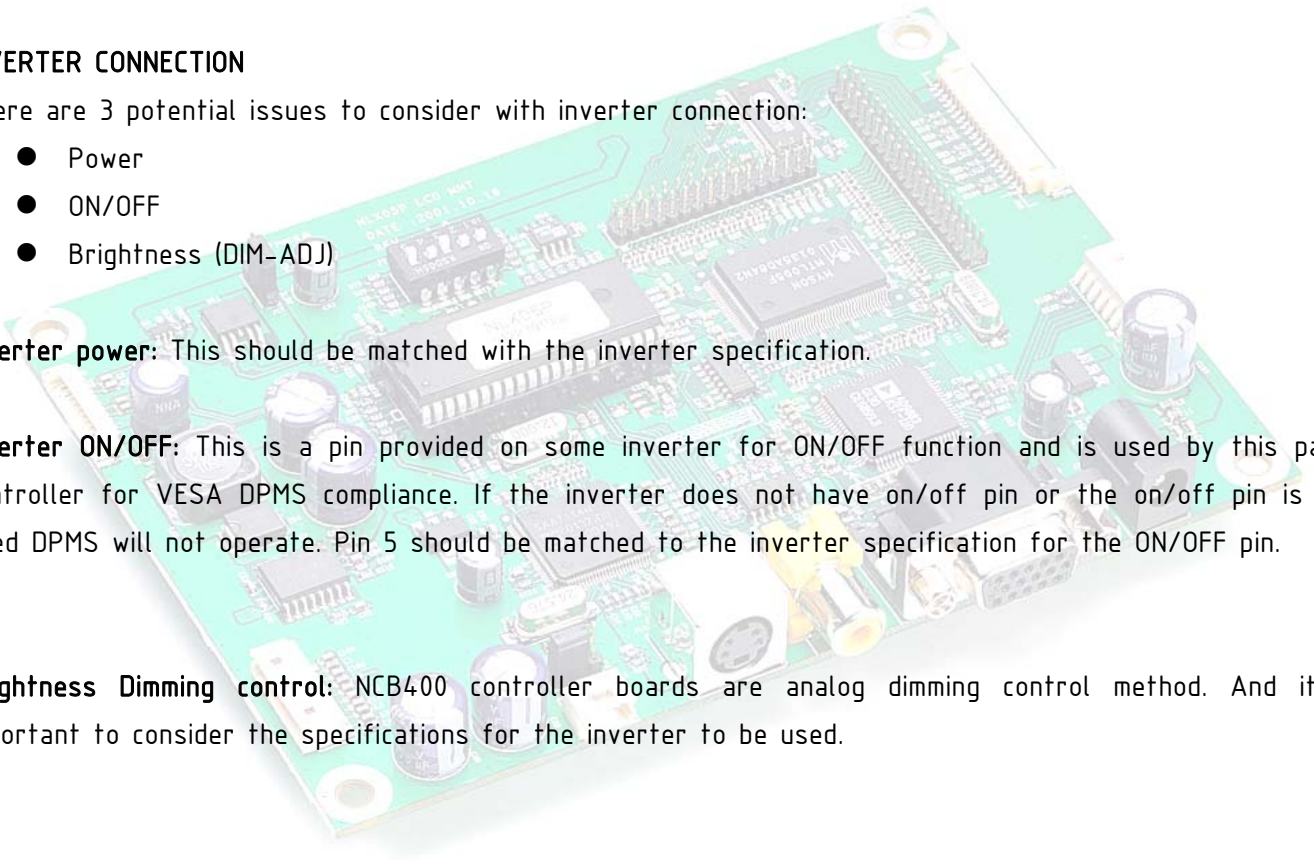 VERTER CONNECTION
ere are 3 potential issues to consider with inverter connection:
● Power
● ON/OFF
● Brightness (DIM-ADJ)
erter power: This should be matched with the inverter specification.
erter ON/OFF: This is a pin provided on some inverter for ON/OFF function and is used by this pa
ntroller for VESA DPMS compliance. If the inverter does not have on/off pin or the on/off pin is
ed DPMS will not operate. Pin 5 should be matched to the inverter specification for the ON/OFF pin.
ghtness Dimming control: NCB400 controller boards are analog dimming control method. And it
portant to consider the specifications for the inverter to be used.